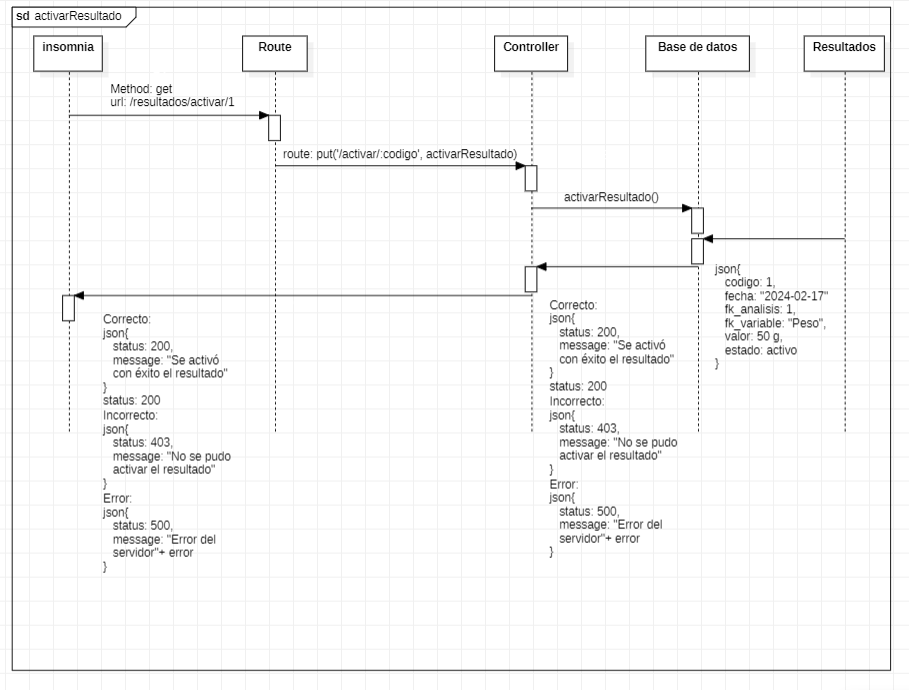 sd activarResultado
insomnia
Route
Controller
Base de datos
Resultados
Method: get
url: /resultados/activar/1
route: put('/activar/:codigo', activarResultado)
activarResultado()
json{
codigo: 1,
fecha: "2024-02-17"
fk_analisis: 1,
fk_variable: "Peso",
valor: 50 g,
estado: activo
}
Correcto:
json{
status: 200,
message: "Se activó
con éxito el resultado"
}
status: 200
Incorrecto:
json{
status: 403,
message: "No se pudo
activar el resultado"
}
Error:
json{
status: 500,
message: "Error del
servidor"+ error
}
Correcto:
json{
status: 200,
message: "Se activó
con éxito el resultado"
}
status: 200
Incorrecto:
json{
status: 403,
message: "No se pudo
activar el resultado"
}
Error:
json{
status: 500,
message: "Error del
servidor"+ error
}